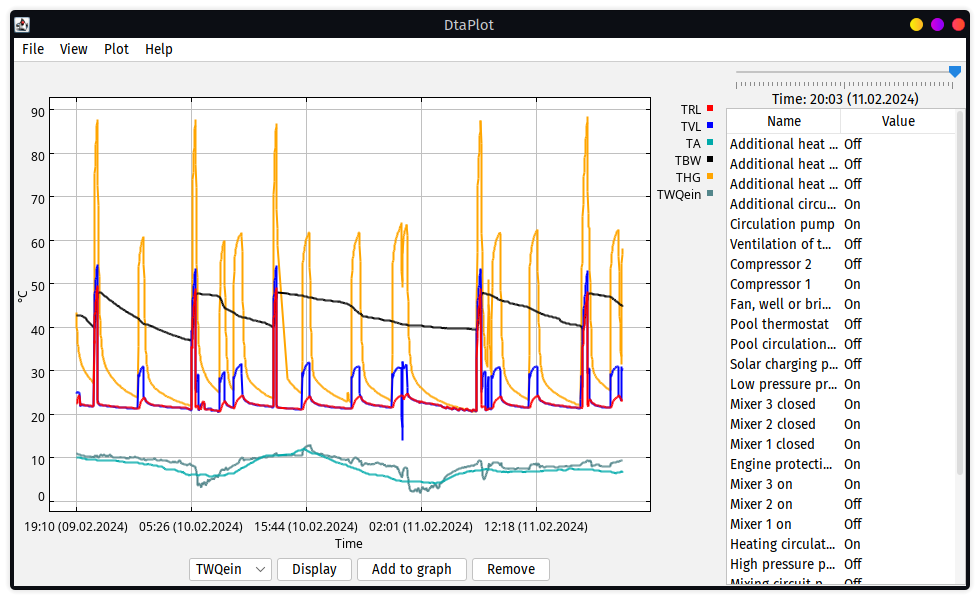 DtaPlot
File View Plot Help
Time: 20:03 (11.02.2024)
Name Value
Additional heat ... Off
Additional heat ... Off
Additional heat ... Off
Additional circu... On
Circulation pump On
Ventilation of t... Off
Compressor 2 Off
Compressor 1 On
Fan, well or bri... On
Pool thermostat Off
Pool circulation... Off
Solar charging p... Off
Low pressure pr... On
Mixer 3 closed Off
Mixer 2 closed Off
Mixer 1 closed On
Engine protecti... On
Mixer 3 on On
Mixer 2 on Off
Mixer 1 on Off
Heating circulat... On
High pressure p... Off
Mixing circuit p... Off
TRL
TVL
TA
TBW
THG
TWQein
90
80
70
60
50
40
30
20
10
0
°C
19:10 (09.02.2024) 05:26 (10.02.2024) 15:44 (10.02.2024) 02:01 (11.02.2024) 12:18 (11.02.2024)
Time
TWQein Display Add to graph Remove